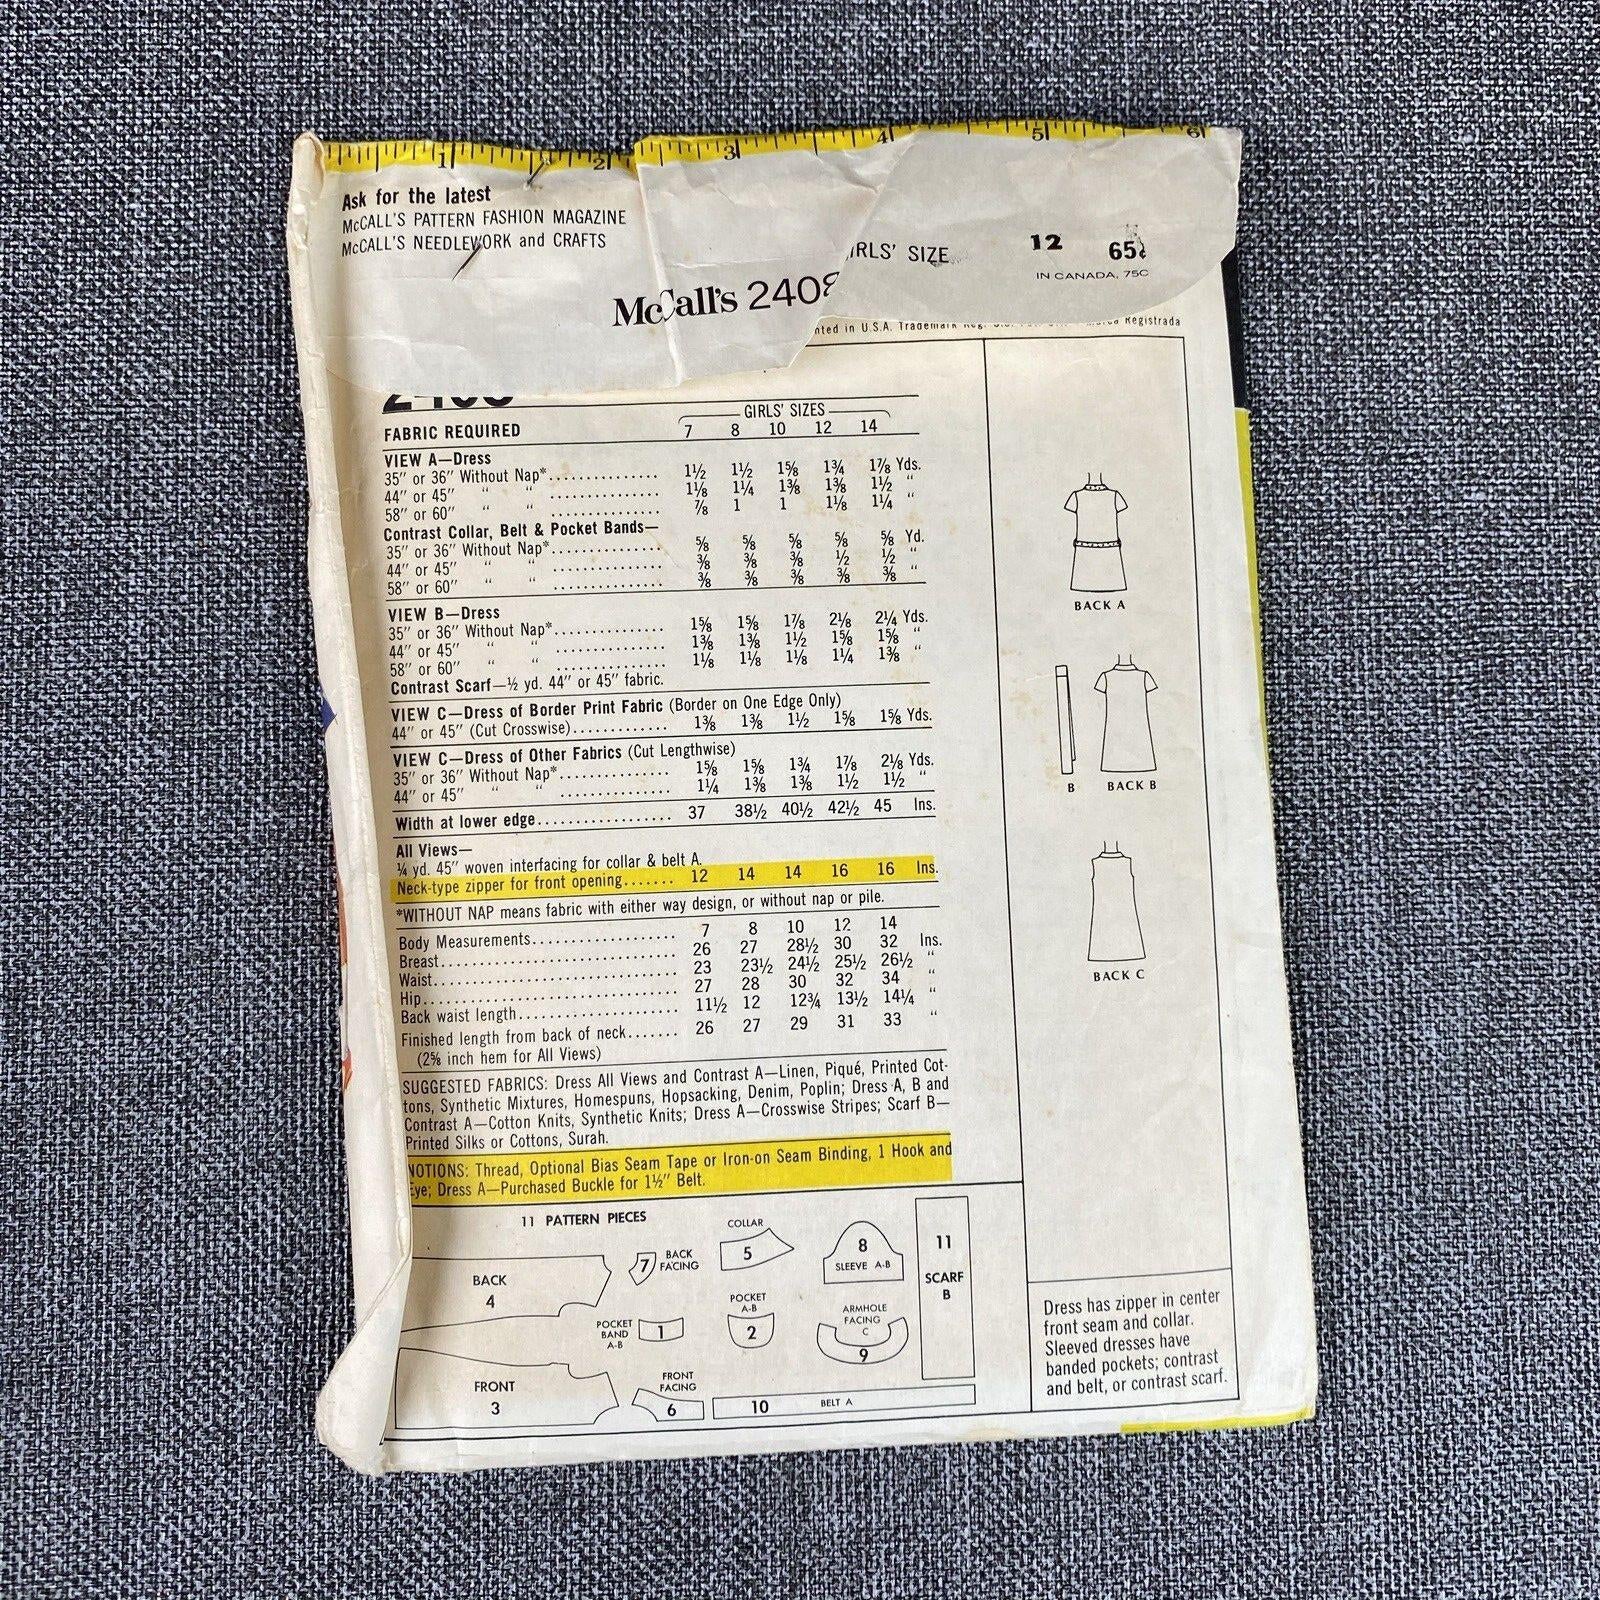 1 2 3 4 5 6
Ask for the latest
McCALL'S PATTERN FASHION MAGAZINE
McCALL'S NEEDLEWORK and CRAFTS
IRLS' SIZE 12 65¢
IN CANADA, 75C
McCall's 2408
nted in U.S.A. Trademark Reg. Marca Registrada
2408
GIRLS' SIZES
FABRIC REQUIRED 7 8 10 12 14
VIEW A—Dress
35″ or 36″ Without Nap*............... 1½ 1½ 1⅝ 1¾ 1⅞ Yds.
44″ or 45″ “ “ ............... 1⅛ 1¼ 1⅜ 1⅜ 1½ “
58″ or 60″ “ “ ............... ⅞ 1 1 1⅛ 1¼ “
Contrast Collar, Belt & Pocket Bands—
35″ or 36″ Without Nap*............... ⅝ ⅝ ⅝ ⅝ ⅝ Yd.
44″ or 45″ “ “ ............... ⅜ ⅜ ⅜ ½ ½ “
58″ or 60″ “ “ ............... ⅜ ⅜ ⅜ ⅜ ⅜ “
VIEW B—Dress
35″ or 36″ Without Nap*............... 1⅝ 1⅝ 1⅞ 2⅛ 2¼ Yds.
44″ or 45″ “ “ ............... 1⅜ 1⅜ 1½ 1⅝ 1⅝ “
58″ or 60″ “ “ ............... 1⅛ 1⅛ 1⅛ 1¼ 1⅜ “
Contrast Scarf—½ yd. 44″ or 45″ fabric.
VIEW C—Dress of Border Print Fabric (Border on One Edge Only)
44″ or 45″ (Cut Crosswise)............. 1⅜ 1⅜ 1½ 1⅝ 1⅝ Yds.
VIEW C—Dress of Other Fabrics (Cut Lengthwise)
35″ or 36″ Without Nap*............... 1⅝ 1⅝ 1¾ 1⅞ 2⅛ Yds.
44″ or 45″ “ “ ............... 1¼ 1⅜ 1⅜ 1½ 1½ “
Width at lower edge.................. 37 38½ 40½ 42½ 45 Ins.
All Views—
¼ yd. 45″ woven interfacing for collar & belt A.
Neck-type zipper for front opening....... 12 14 14 16 16 Ins.
*WITHOUT NAP means fabric with either way design, or without nap or pile.
Body Measurements................... 7 8 10 12 14
Breast............................... 26 27 28½ 30 32 Ins.
Waist................................ 23 23½ 24½ 25½ 26½ “
Hip.................................. 27 28 30 32 34 “
Back waist length.................... 11½ 12 12¾ 13½ 14¼ “
Finished length from back of neck....... 26 27 29 31 33 “
(2⅝ inch hem for All Views)
SUGGESTED FABRICS: Dress All Views and Contrast A—Linen, Piqué, Printed Cot-
tons, Synthetic Mixtures, Homespuns, Hopsacking, Denim, Poplin; Dress A, B and
Contrast A—Cotton Knits, Synthetic Knits; Dress A—Crosswise Stripes; Scarf B—
Printed Silks or Cottons, Surah.
NOTIONS: Thread, Optional Bias Seam Tape or Iron-on Seam Binding, 1 Hook and
Eye; Dress A—Purchased Buckle for 1½″ Belt.
11 PATTERN PIECES
BACK
4
FRONT
3
7 BACK
FACING
POCKET
BAND
A-B
1
FRONT
FACING
6
COLLAR
5
POCKET
A-B
2
8
SLEEVE A-B
ARMHOLE
FACING
C
9
10 BELT A
11
SCARF
B
BACK A
B
BACK B
BACK C
Dress has zipper in center
front seam and collar.
Sleeved dresses have
banded pockets; contrast
and belt, or contrast scarf.